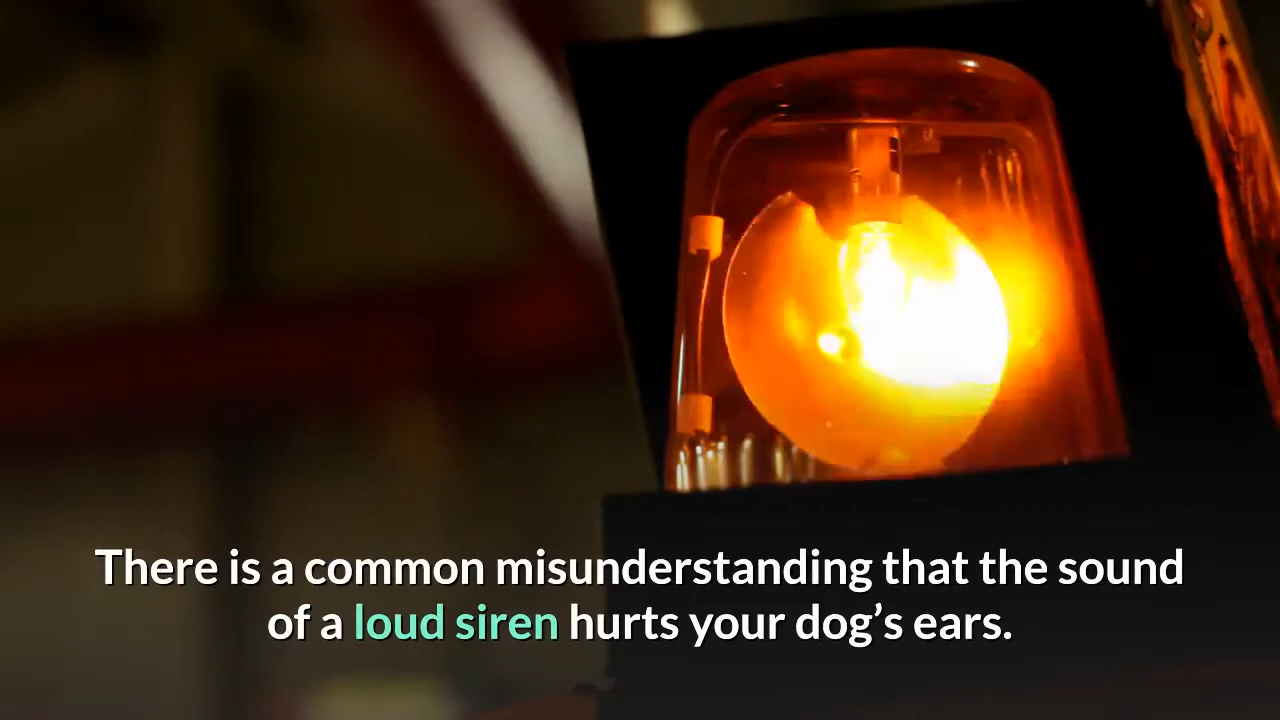 There is a common misunderstanding that the sound
of a loud siren hurts your dog’s ears.